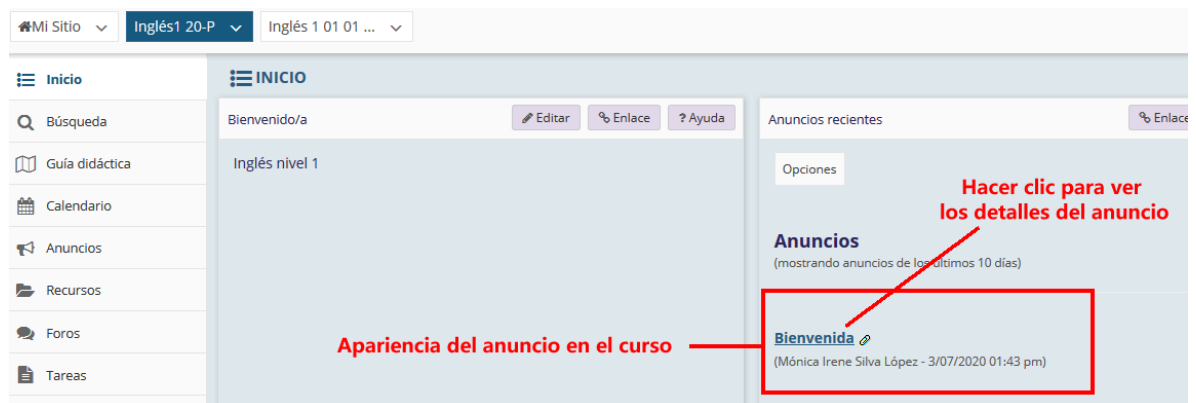 Mi Sitio
Inglés1 20-P
Inglés 1 01 01 ...
Inicio
Búsqueda
Guía didáctica
Calendario
Anuncios
Recursos
Foros
Tareas
INICIO
Bienvenido/a
Editar
Enlace
? Ayuda
Inglés nivel 1
Apariencia del anuncio en el curso
Anuncios recientes
Enlace
Opciones
Hacer clic para ver
los detalles del anuncio
Anuncios
(mostrando anuncios de los últimos 10 días)
Bienvenida
(Mónica Irene Silva López - 3/07/2020 01:43 pm)